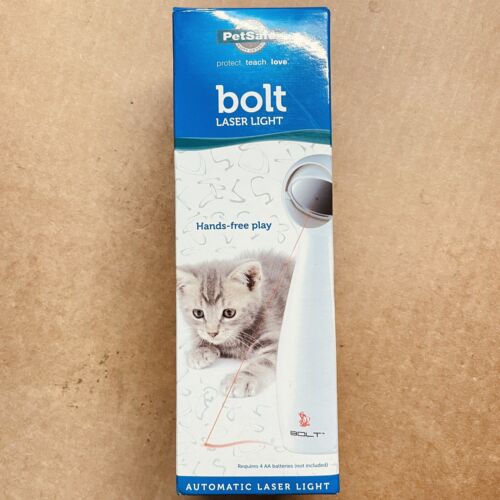 PetSafe
protect. teach. love.
bolt
LASER LIGHT
Hands-free play
BOLT™
Requires 4 AA batteries (not included)
AUTOMATIC LASER LIGHT